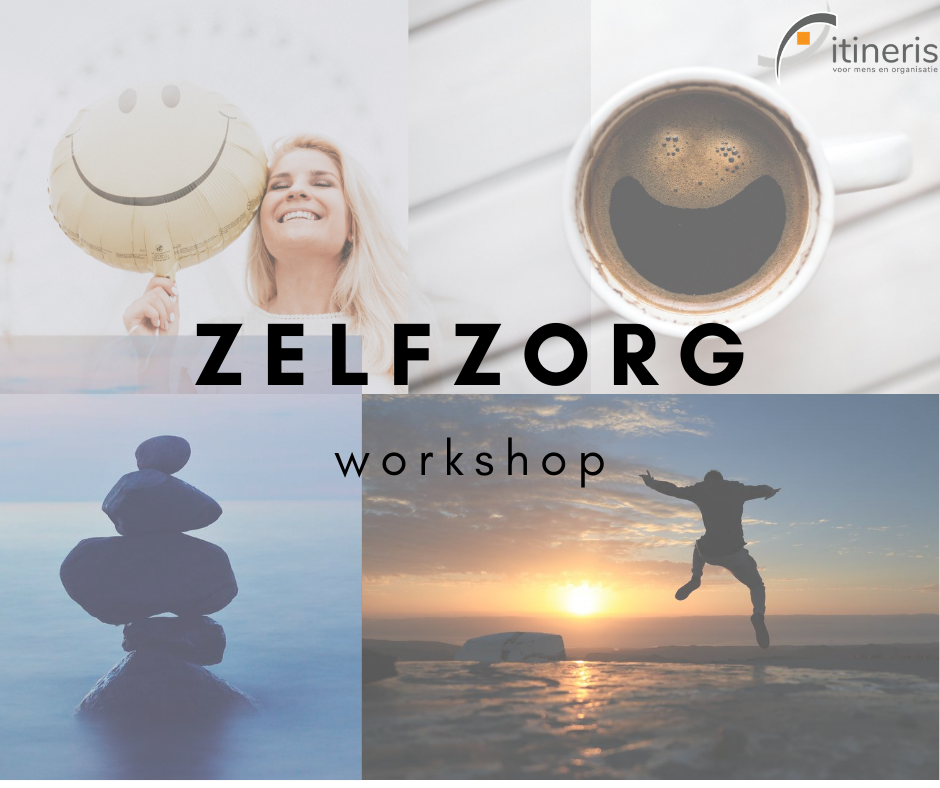 itineris
voor mens en organisatie
ZELFZORG
workshop